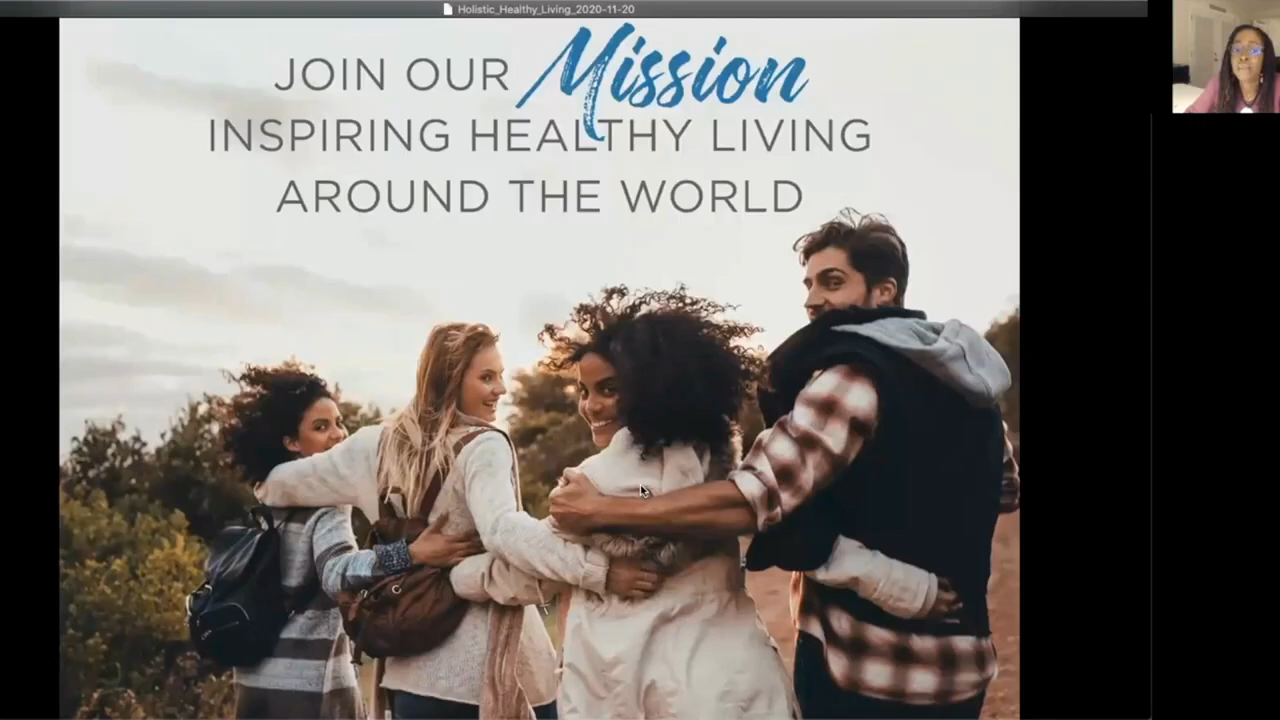 Holistic_Healthy_Living_2020-11-20
JOIN OUR Mission
INSPIRING HEALTHY LIVING
AROUND THE WORLD